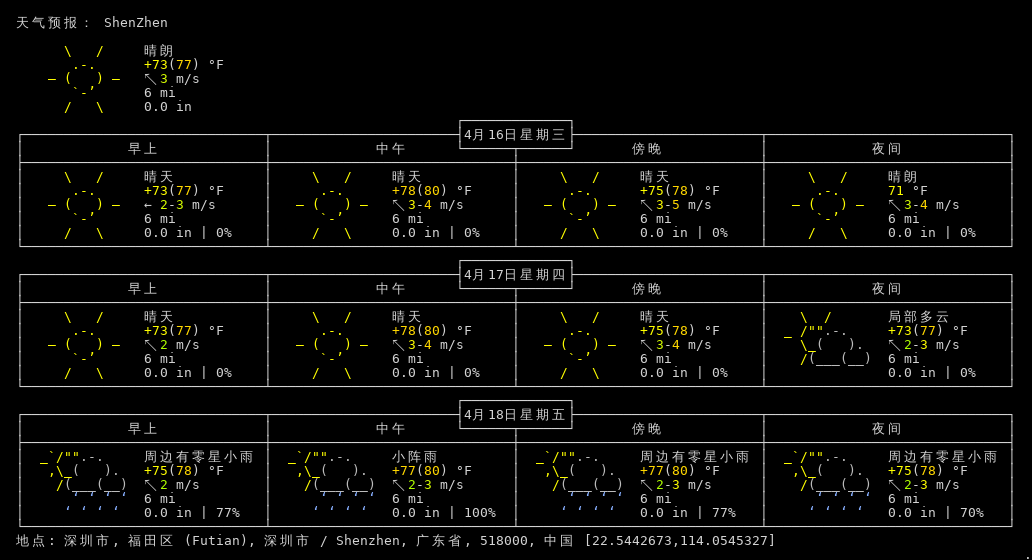 天气预报: ShenZhen
晴朗
+73(77) °F
↖ 3 m/s
6 mi
0.0 in
4月16日星期三
早上 中午 傍晚 夜间
晴天 晴天 晴天 晴朗
+73(77) °F +78(80) °F +75(78) °F 71 °F
← 2-3 m/s ↖ 3-4 m/s ↖ 3-5 m/s ↖ 3-4 m/s
6 mi 6 mi 6 mi 6 mi
0.0 in | 0% 0.0 in | 0% 0.0 in | 0% 0.0 in | 0%
4月17日星期四
早上 中午 傍晚 夜间
晴天 晴天 晴天 局部多云
+73(77) °F +78(80) °F +75(78) °F +73(77) °F
↖ 2 m/s ↖ 3-4 m/s ↖ 3-4 m/s ↖ 2-3 m/s
6 mi 6 mi 6 mi 6 mi
0.0 in | 0% 0.0 in | 0% 0.0 in | 0% 0.0 in | 0%
4月18日星期五
早上 中午 傍晚 夜间
周边有零星小雨 小阵雨 周边有零星小雨 周边有零星小雨
+75(78) °F +77(80) °F +77(80) °F +75(78) °F
↖ 2 m/s ↖ 2-3 m/s ↖ 2-3 m/s ↖ 2-3 m/s
6 mi 6 mi 6 mi 6 mi
0.0 in | 77% 0.0 in | 100% 0.0 in | 77% 0.0 in | 70%
地点: 深圳市, 福田区 (Futian), 深圳市 / Shenzhen, 广东省, 518000, 中国 [22.5442673,114.0545327]